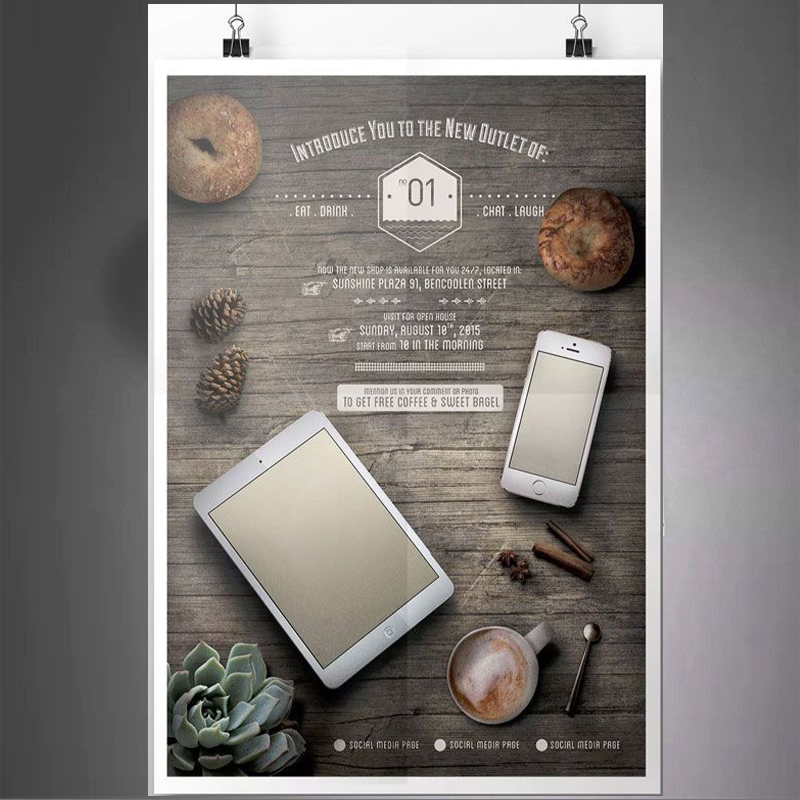 INTRODUCE YOU TO THE NEW OUTLET OF:
no 01
. EAT . DRINK .
. CHAT . LAUGH
NOW THE NEW SHOP IS AVAILABLE FOR YOU 24/7, LOCATED IN:
SUNSHINE PLAZA 91, BENCOOLEN STREET
VISIT FOR OPEN HOUSE
SUNDAY, AUGUST 10TH, 2015
START FROM 10 IN THE MORNING
MENTION US IN YOUR COMMENT OR PHOTO
TO GET FREE COFFEE & SWEET BAGEL
SOCIAL MEDIA PAGE SOCIAL MEDIA PAGE SOCIAL MEDIA PAGE